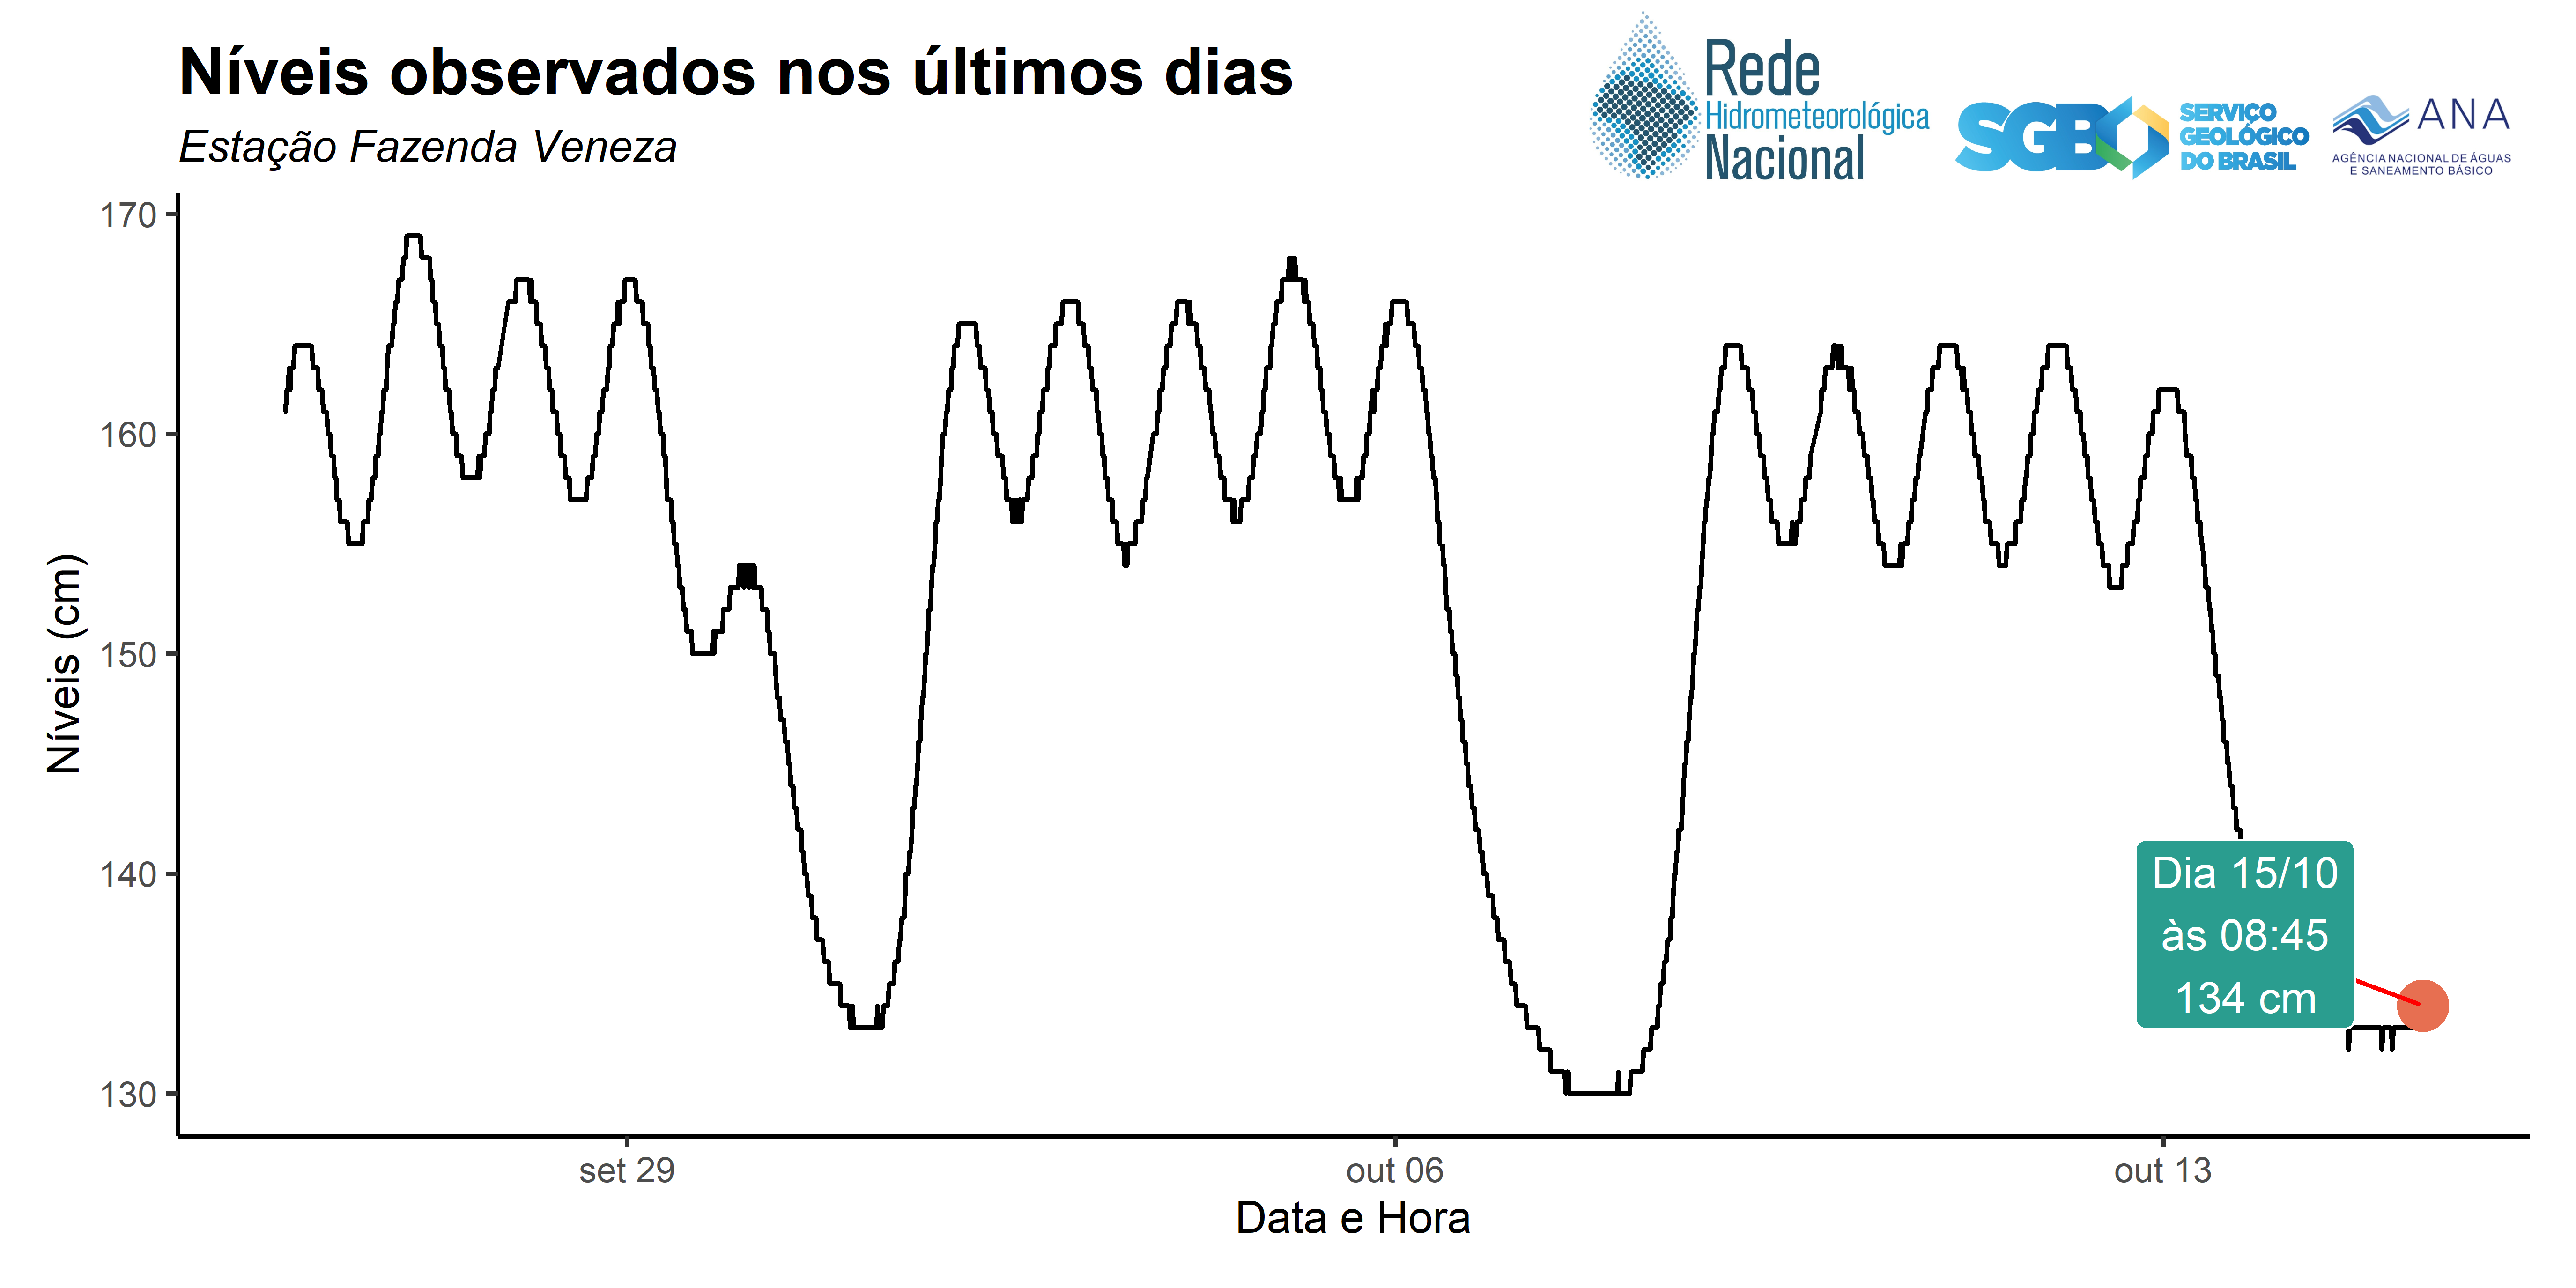 Níveis observados nos últimos dias
Estação Fazenda Veneza
Rede
Hidrometeorológica
Nacional
SGB
SERVIÇO
GEOLÓGICO
DO BRASIL
ANA
AGÊNCIA NACIONAL DE ÁGUAS
E SANEAMENTO BÁSICO
Níveis (cm)
170
160
150
140
130
Dia 15/10
às 08:45
134 cm
set 29
out 06
out 13
Data e Hora